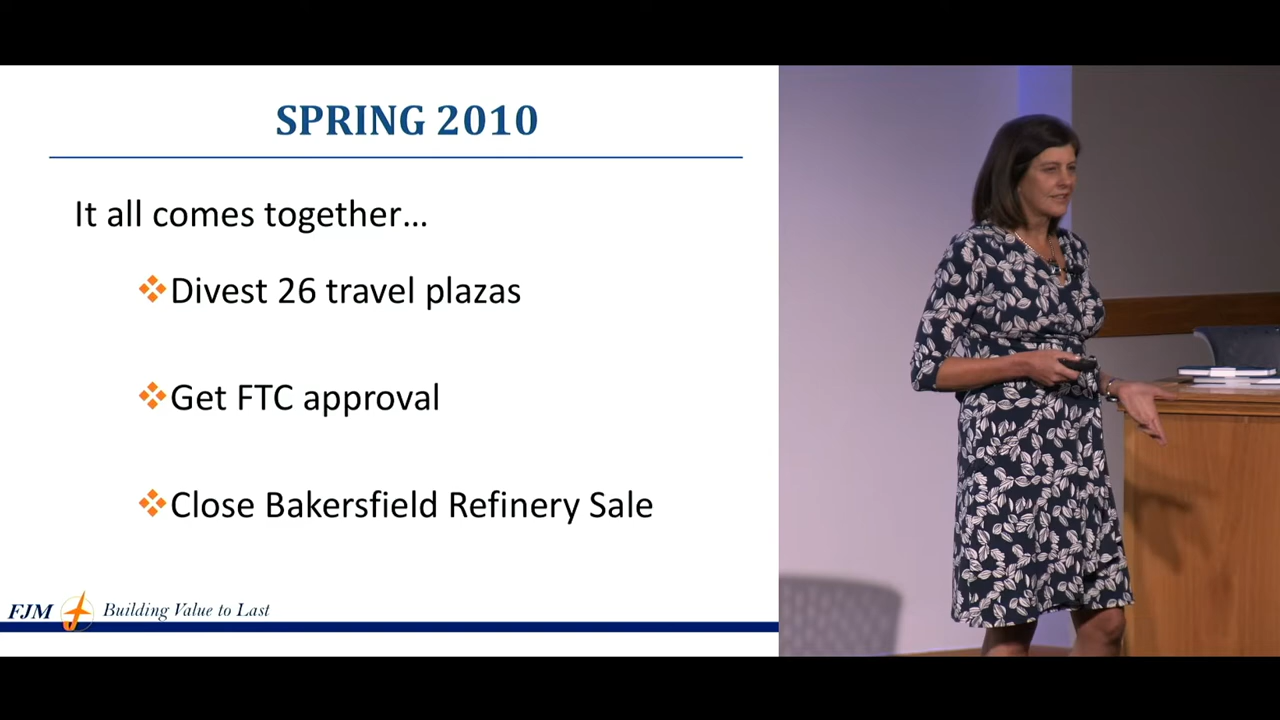 SPRING 2010
It all comes together…
Divest 26 travel plazas
Get FTC approval
Close Bakersfield Refinery Sale
FJM Building Value to Last